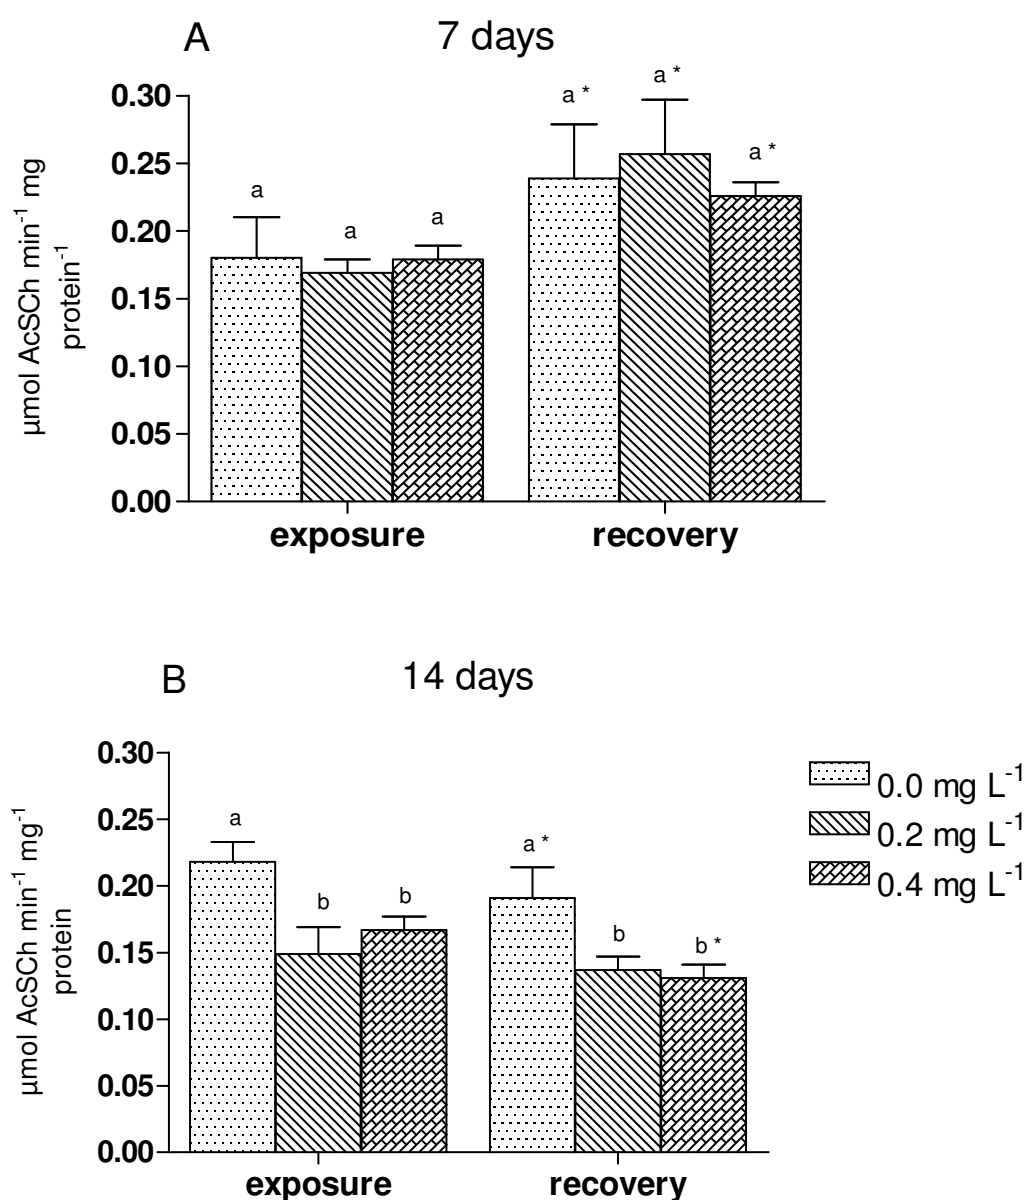 A
7 days
µmol AcSCh min-1 mg
protein-1
0.30
0.25
0.20
0.15
0.10
0.05
0.00
a
a
a
a *
a *
a *
exposure
recovery
B
14 days
µmol AcSCh min-1 mg-1
protein
0.30
0.25
0.20
0.15
0.10
0.05
0.00
a
b
b
a *
b
b *
exposure
recovery
0.0 mg L-1
0.2 mg L-1
0.4 mg L-1